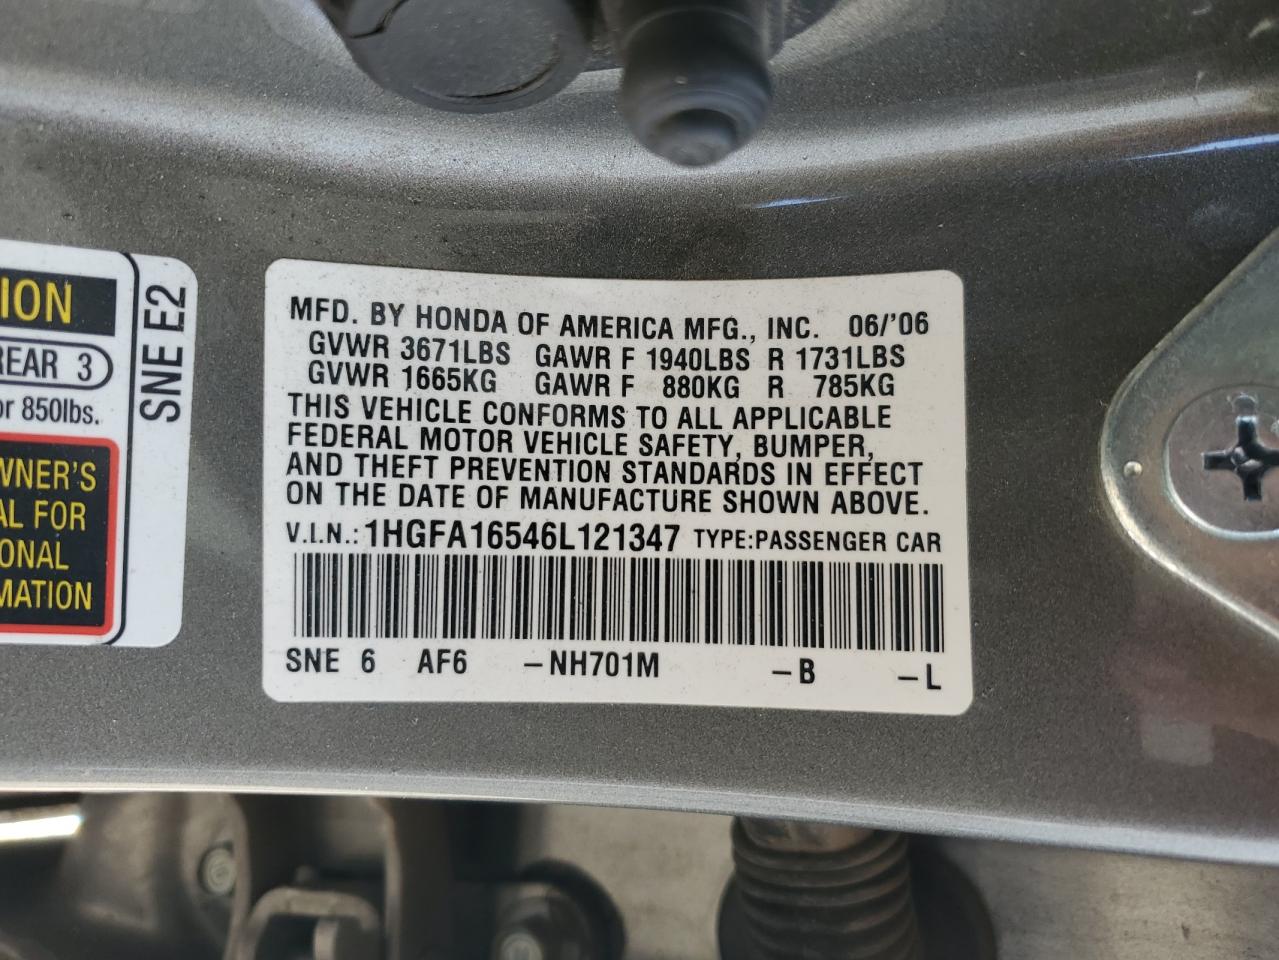 ION
REAR 3
or 850lbs.
WNER'S
AL FOR
IONAL
MATION
SNE E2
MFD. BY HONDA OF AMERICA MFG., INC. 06/'06
GVWR 3671LBS GAWR F 1940LBS R 1731LBS
GVWR 1665KG GAWR F 880KG R 785KG
THIS VEHICLE CONFORMS TO ALL APPLICABLE
FEDERAL MOTOR VEHICLE SAFETY, BUMPER,
AND THEFT PREVENTION STANDARDS IN EFFECT
ON THE DATE OF MANUFACTURE SHOWN ABOVE.
V.I.N.: 1HGFA16546L121347 TYPE:PASSENGER CAR
SNE 6 AF6 –NH701M –B –L